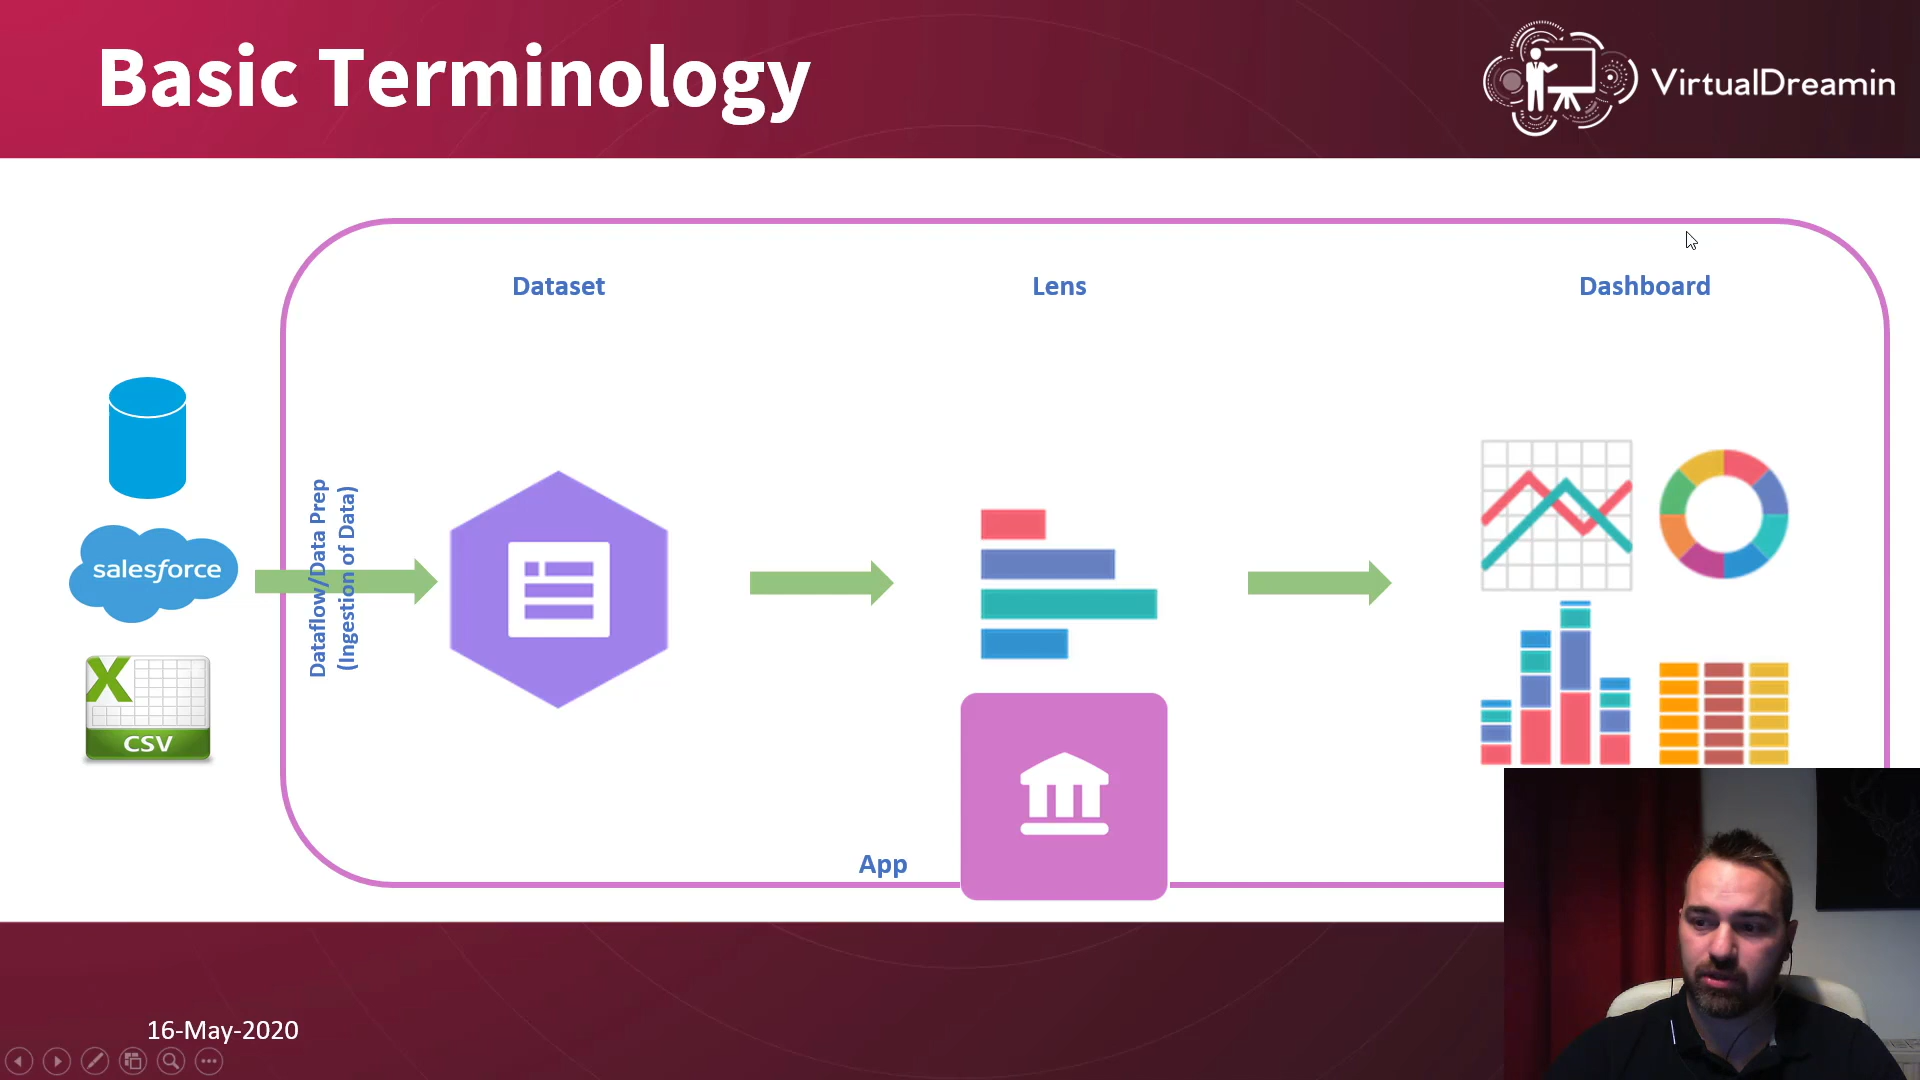 Basic Terminology
VirtualDreamin
Dataset
Lens
Dashboard
salesforce
Dataflow/Data Prep
(Ingestion of Data)
X
CSV
App
16-May-2020